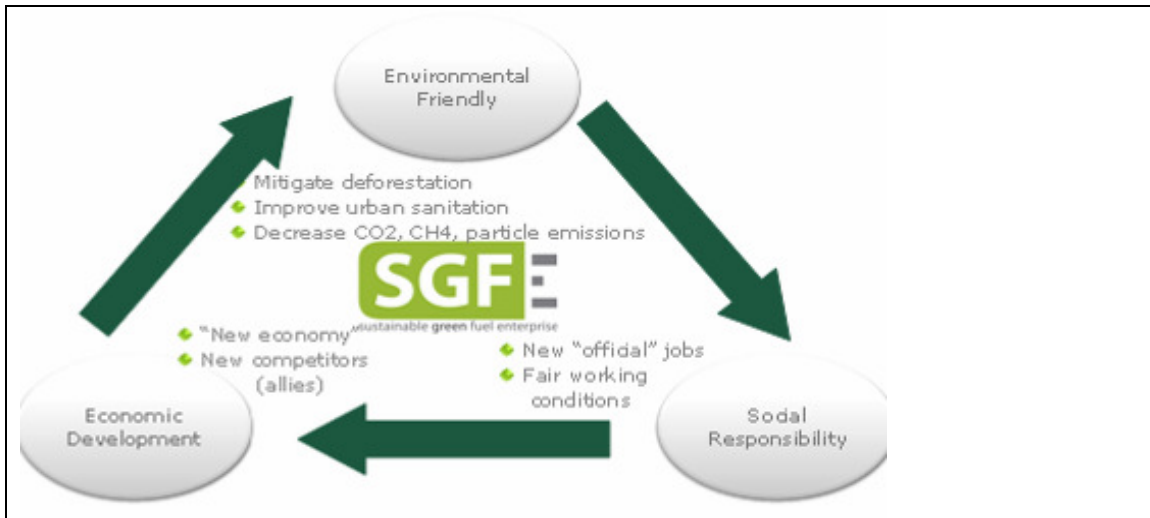 Environmental
Friendly
Mitigate deforestation
Improve urban sanitation
Decrease CO2, CH4, particle emissions
SGFE
sustainable green fuel enterprise
"New economy"
New competitors
(allies)
New "official" jobs
Fair working
conditions
Economic
Development
Sodal
Responsibility